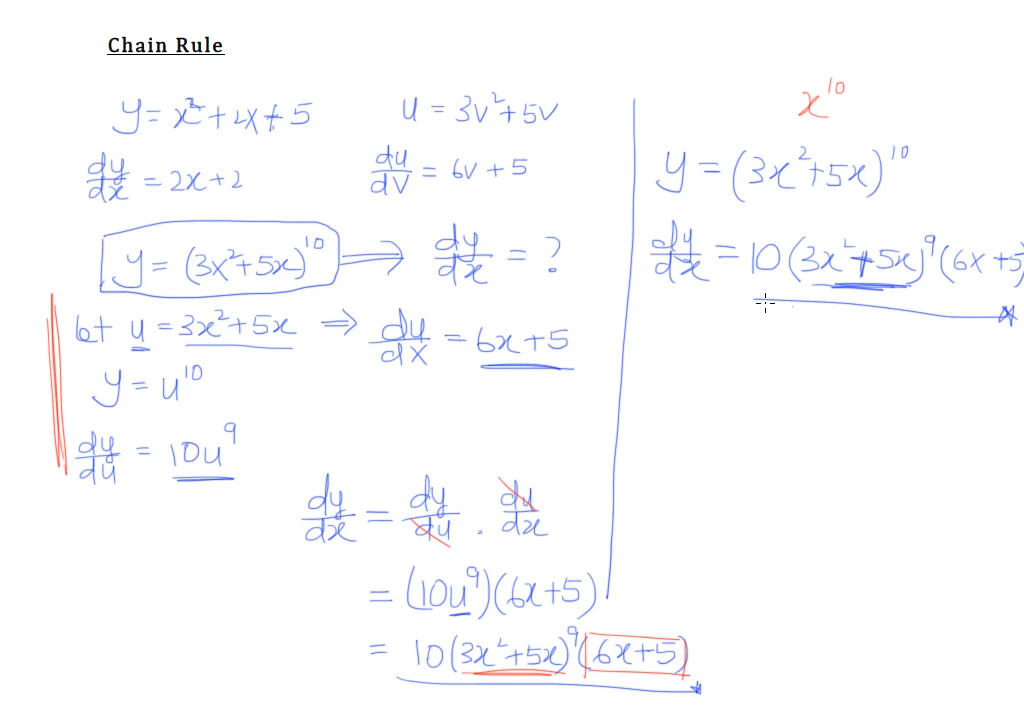 Chain Rule
y = x² + 2x + 5
dy/dx = 2x + 2
u = 3v² + 5v
du/dv = 6v + 5
y = (3x² + 5x)¹⁰ ⟹ dy/dx = ?
let u = 3x² + 5x ⟹ du/dx = 6x + 5
y = u¹⁰
dy/du = 10u⁹
dy/dx = dy/du . du/dx
= (10u⁹)(6x + 5)
= 10(3x² + 5x)⁹(6x + 5)
x¹⁰
y = (3x² + 5x)¹⁰
dy/dx = 10(3x² + 5x)⁹(6x + 5)